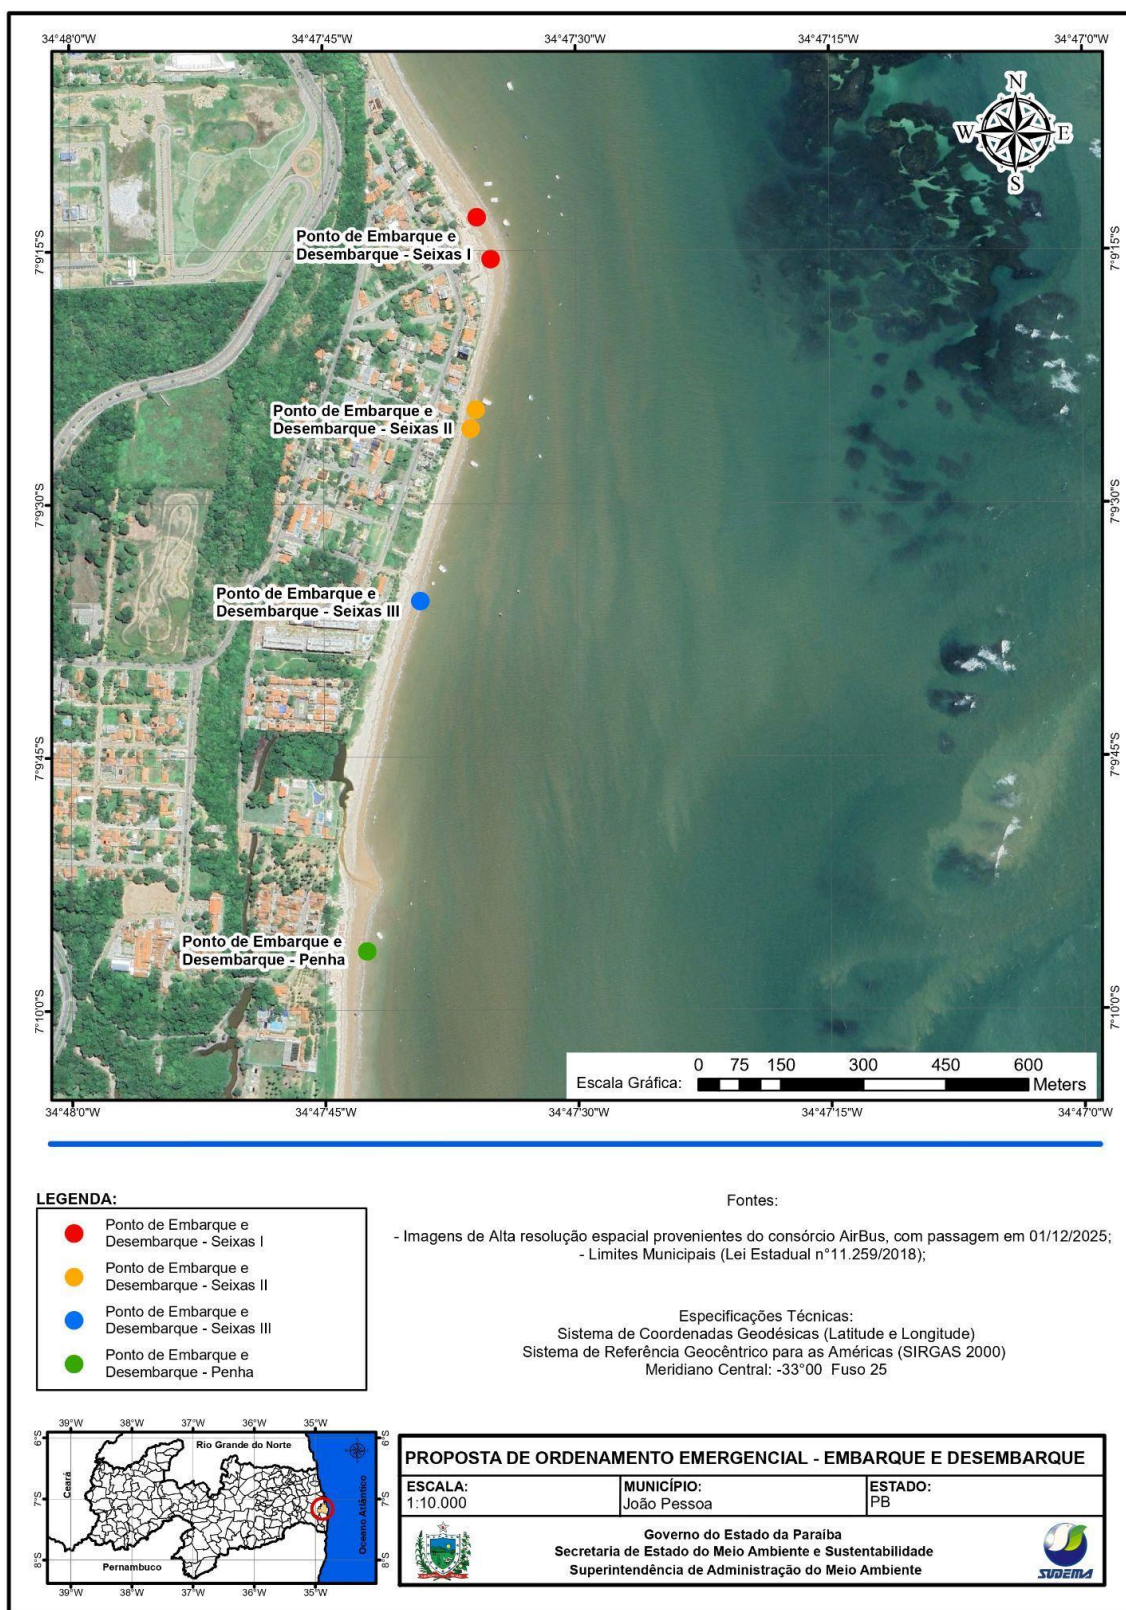 34°48'0"W
34°47'45"W
34°47'30"W
34°47'15"W
34°47'0"W
N
W
E
S
Ponto de Embarque e
Desembarque - Seixas I
7°9'15"S
7°9'15"S
Ponto de Embarque e
Desembarque - Seixas II
7°9'30"S
7°9'30"S
Ponto de Embarque e
Desembarque - Seixas III
7°9'45"S
7°9'45"S
Ponto de Embarque e
Desembarque - Penha
7°10'0"S
7°10'0"S
Escala Gráfica:
0 75 150 300 450 600
Meters
34°48'0"W
34°47'45"W
34°47'30"W
34°47'15"W
34°47'0"W
LEGENDA:
Ponto de Embarque e
Desembarque - Seixas I
Ponto de Embarque e
Desembarque - Seixas II
Ponto de Embarque e
Desembarque - Seixas III
Ponto de Embarque e
Desembarque - Penha
Fontes:
- Imagens de Alta resolução espacial provenientes do consórcio AirBus, com passagem em 01/12/2025;
- Limites Municipais (Lei Estadual n°11.259/2018);
Especificações Técnicas:
Sistema de Coordenadas Geodésicas (Latitude e Longitude)
Sistema de Referência Geocêntrico para as Américas (SIRGAS 2000)
Meridiano Central: -33°00 Fuso 25
39°W 38°W 37°W 36°W 35°W
6°S
6°S
Rio Grande do Norte
Ceará
7°S
7°S
Oceano Atlântico
Pernambuco
8°S
8°S
39°W 38°W 37°W 36°W 35°W
PROPOSTA DE ORDENAMENTO EMERGENCIAL - EMBARQUE E DESEMBARQUE
ESCALA:
1:10.000
MUNICÍPIO:
João Pessoa
ESTADO:
PB
Governo do Estado da Paraíba
Secretaria de Estado do Meio Ambiente e Sustentabilidade
Superintendência de Administração do Meio Ambiente
SUDEMA